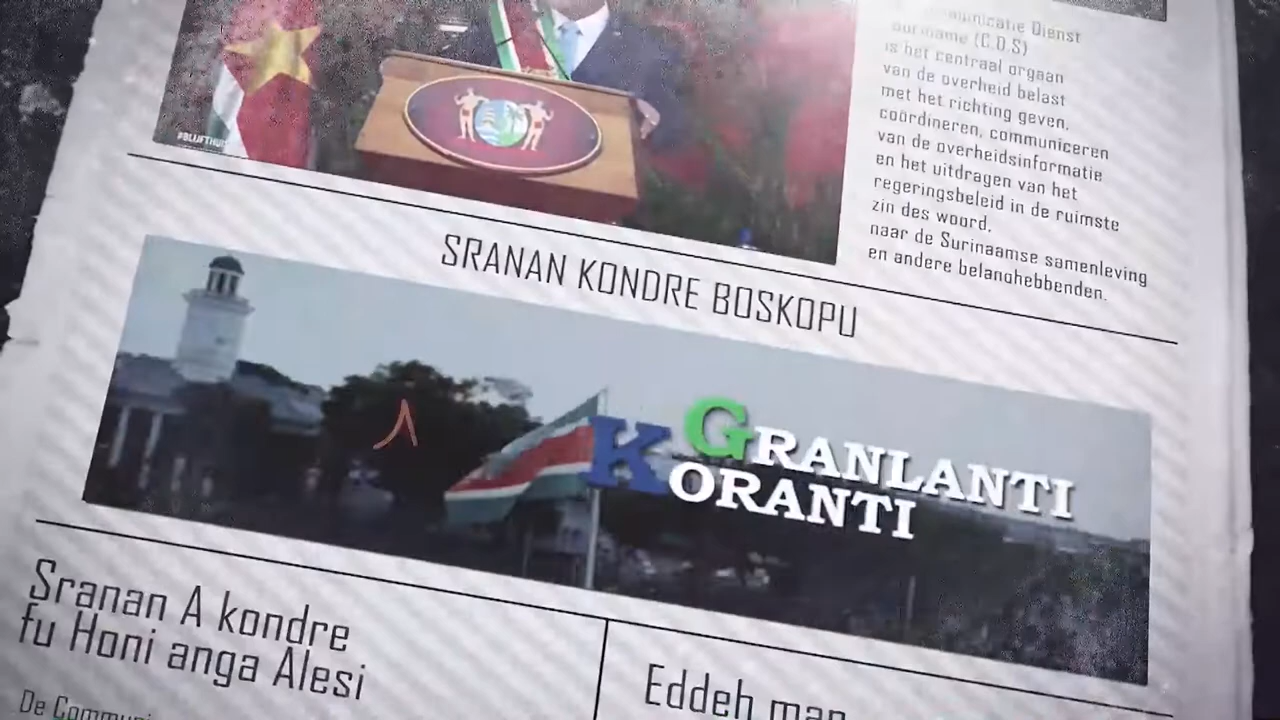 Dienst
(C.D.S)
is het centraal orgaan
van de overheid belast
met het richting geven,
coördineren, communiceren
van de overheidsinformatie
en het uitdragen van het
regeringsbeleid in de ruimste
zin des woord,
naar de Surinaamse samenleving
en andere belanghebbenden.
SRANAN KONDRE BOSKOPU
GRANLANTI
KORANTI
Sranan A kondre
fu Honi anga Alesi
De
Eddeh man